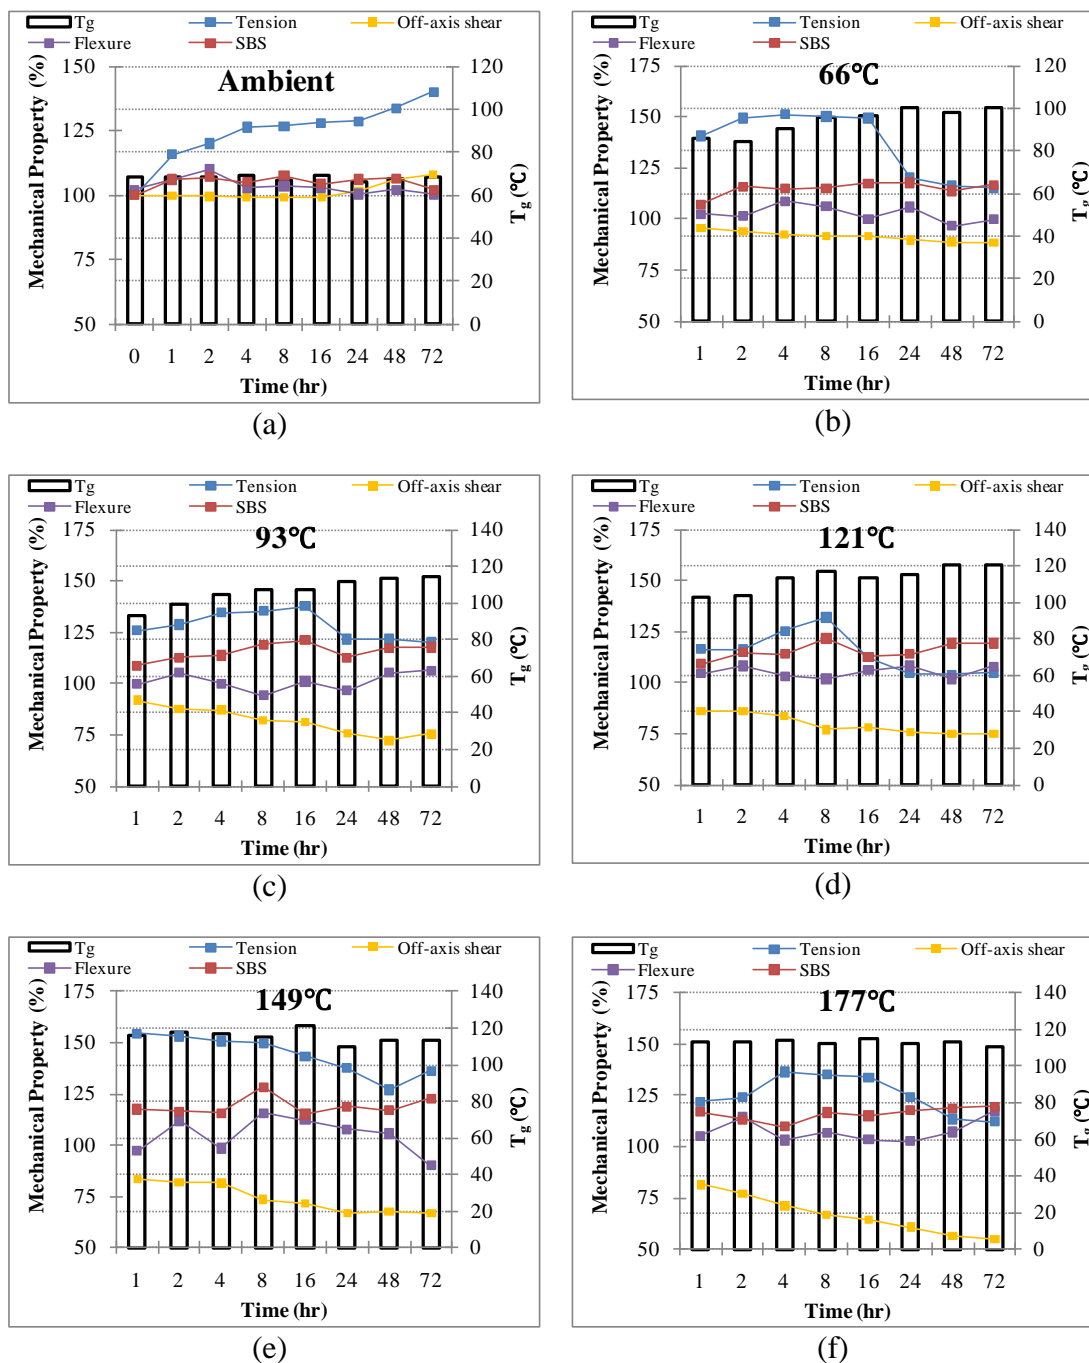 Tg Tension Off-axis shear
Flexure SBS
Ambient
Mechanical Property (%)
150
125
100
75
50
120
100
80
60
40
20
0
Tg (℃)
0 1 2 4 8 16 24 48 72
Time (hr)
(a)
Tg Tension Off-axis shear
Flexure SBS
66℃
Mechanical Property (%)
175
150
125
100
75
50
120
100
80
60
40
20
0
Tg (℃)
1 2 4 8 16 24 48 72
Time (hr)
(b)
Tg Tension Off-axis shear
Flexure SBS
93℃
Mechanical Property (%)
175
150
125
100
75
50
140
120
100
80
60
40
20
0
Tg (℃)
1 2 4 8 16 24 48 72
Time (hr)
(c)
Tg Tension Off-axis shear
Flexure SBS
121℃
Mechanical Property (%)
175
150
125
100
75
50
140
120
100
80
60
40
20
0
Tg (℃)
1 2 4 8 16 24 48 72
Time (hr)
(d)
Tg Tension Off-axis shear
Flexure SBS
149℃
Mechanical Property (%)
175
150
125
100
75
50
140
120
100
80
60
40
20
0
Tg (℃)
1 2 4 8 16 24 48 72
Time (hr)
(e)
Tg Tension Off-axis shear
Flexure SBS
177℃
Mechanical Property (%)
175
150
125
100
75
50
140
120
100
80
60
40
20
0
Tg (℃)
1 2 4 8 16 24 48 72
Time (hr)
(f)